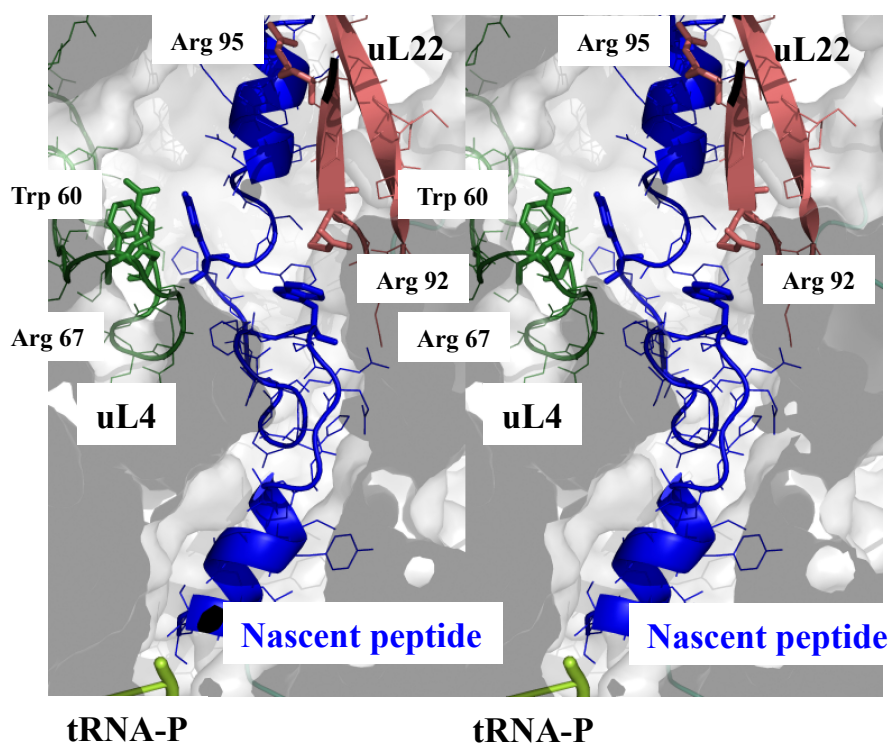 Arg 95
uL22
Trp 60
Arg 92
Arg 67
uL4
Nascent peptide
tRNA-P
Arg 95
uL22
Trp 60
Arg 92
Arg 67
uL4
Nascent peptide
tRNA-P